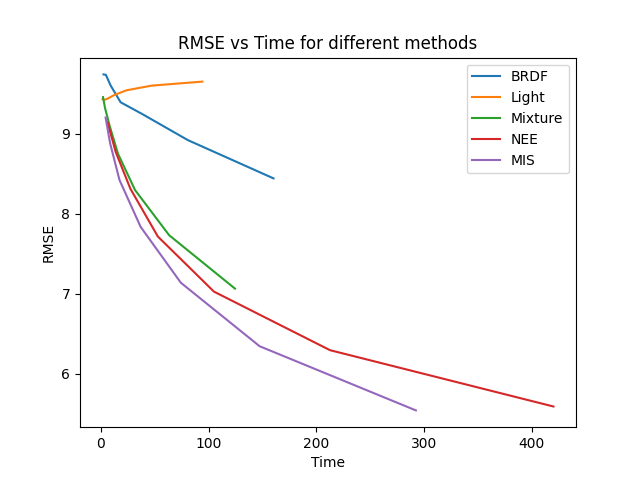 RMSE vs Time for different methods
BRDF
Light
Mixture
NEE
MIS
RMSE
9
8
7
6
0 100 200 300 400
Time